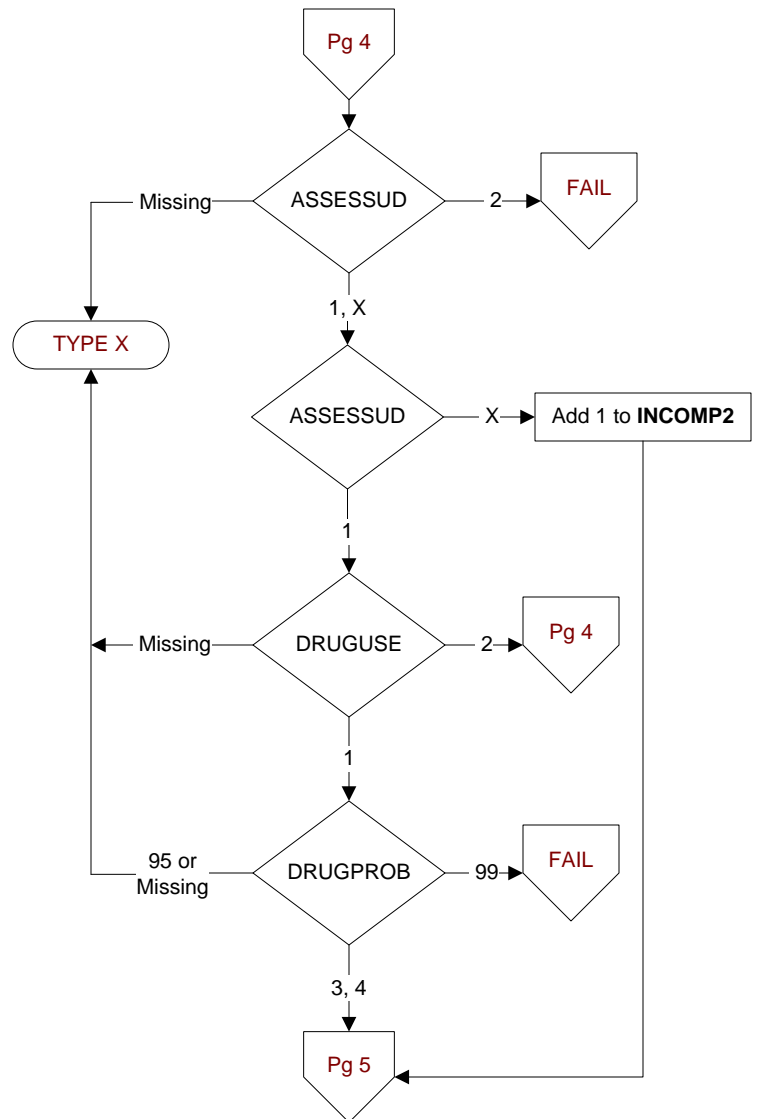 Pg 4
Missing
ASSESSUD
2
FAIL
1, X
TYPE X
ASSESSUD
X
Add 1 to INCOMP2
1
Missing
DRUGUSE
2
Pg 4
1
95 or
Missing
DRUGPROB
99
FAIL
3, 4
Pg 5